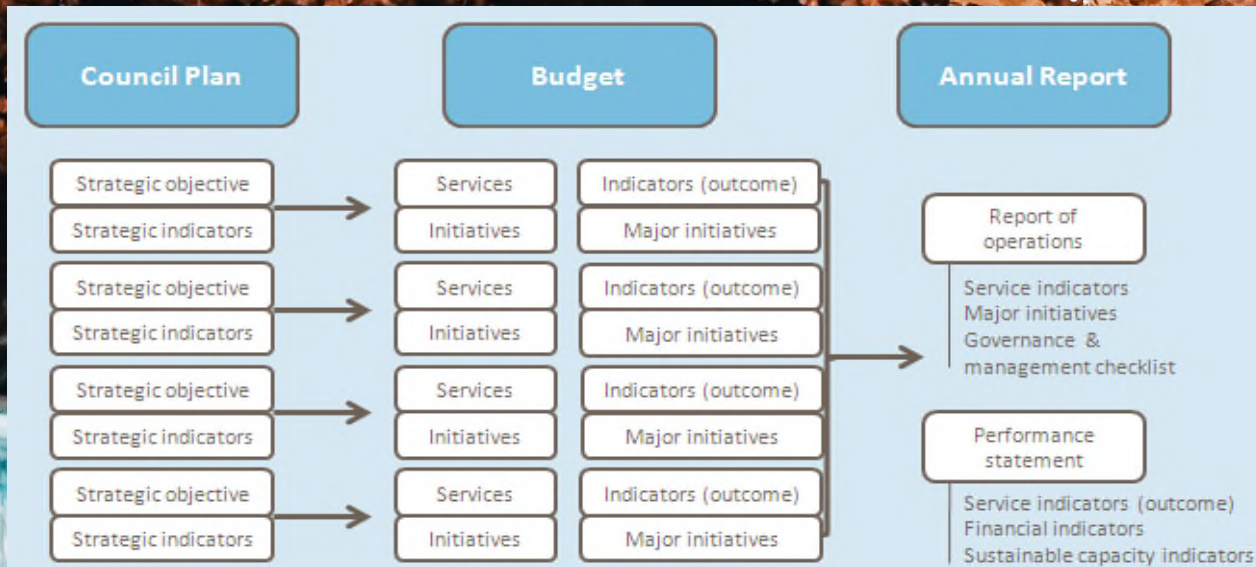 Council Plan
Budget
Annual Report
Strategic objective
Strategic indicators
Services
Initiatives
Indicators (outcome)
Major initiatives
Strategic objective
Strategic indicators
Services
Initiatives
Indicators (outcome)
Major initiatives
Strategic objective
Strategic indicators
Services
Initiatives
Indicators (outcome)
Major initiatives
Strategic objective
Strategic indicators
Services
Initiatives
Indicators (outcome)
Major initiatives
Report of
operations
Service indicators
Major initiatives
Governance &
management checklist
Performance
statement
Service indicators (outcome)
Financial indicators
Sustainable capacity indicators